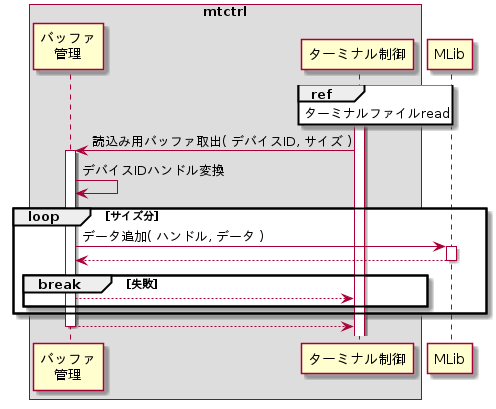 mtctrl
バッファ
管理
ターミナル制御
MLib
ref
ターミナルファイルread
読込み用バッファ取出( デバイスID, サイズ )
デバイスIDハンドル変換
loop [サイズ分]
データ追加( ハンドル, データ )
break [失敗]
バッファ
管理
ターミナル制御
MLib